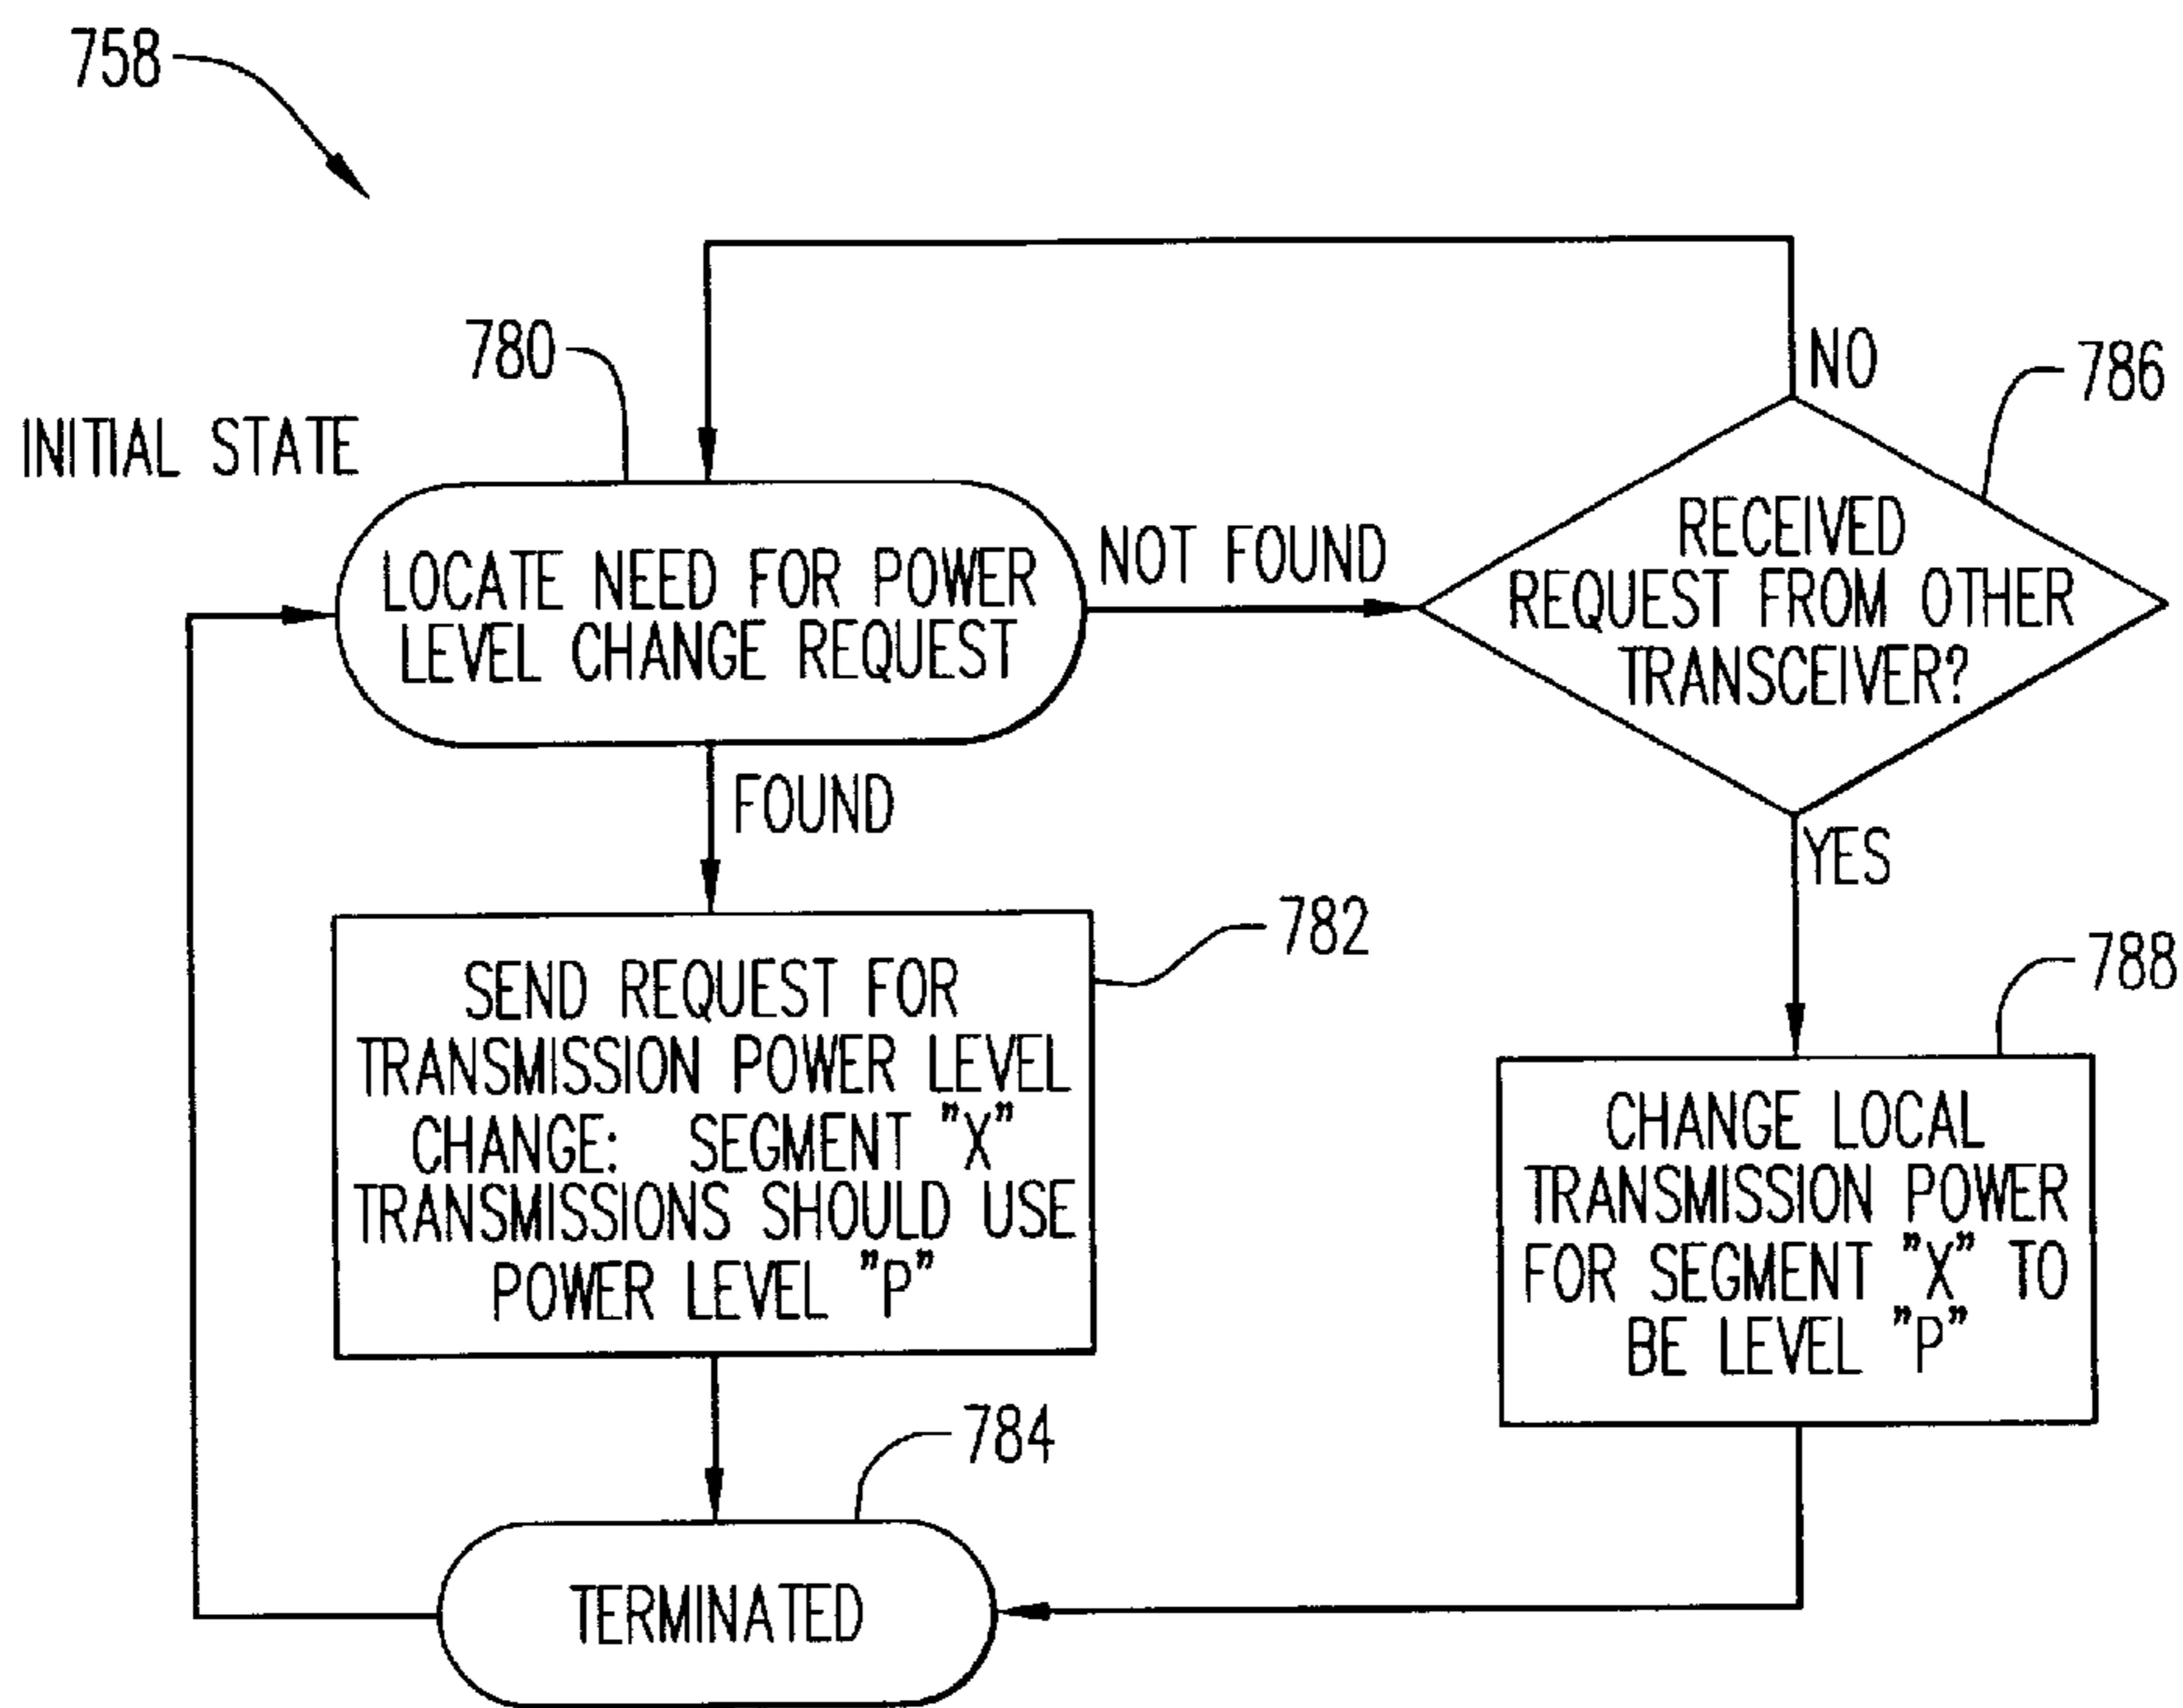 758
780
NO
786
INITIAL STATE
LOCATE NEED FOR POWER
LEVEL CHANGE REQUEST
NOT FOUND
RECEIVED
REQUEST FROM OTHER
TRANSCEIVER?
FOUND
YES
782
SEND REQUEST FOR
TRANSMISSION POWER LEVEL
CHANGE: SEGMENT "X"
TRANSMISSIONS SHOULD USE
POWER LEVEL "P"
788
CHANGE LOCAL
TRANSMISSION POWER
FOR SEGMENT "X" TO
BE LEVEL "P"
784
TERMINATED